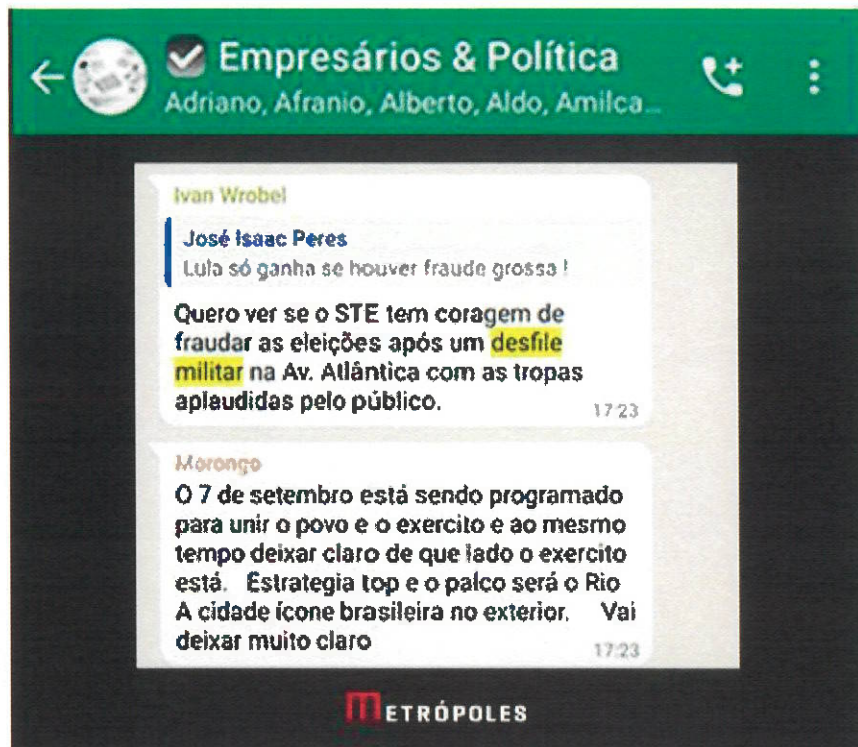 Empresários & Política
Adriano, Afranio, Alberto, Aldo, Amilca...
Ivan Wrobel
José Isaac Peres
Lula só ganha se houver fraude grossa !
Quero ver se o STE tem coragem de
fraudar as eleições após um desfile
militar na Av. Atlântica com as tropas
aplaudidas pelo público.
17:23
Morongo
O 7 de setembro está sendo programado
para unir o povo e o exercito e ao mesmo
tempo deixar claro de que lado o exercito
está. Estrategia top e o palco será o Rio
A cidade ícone brasileira no exterior. Vai
deixar muito claro
17:23
METRÓPOLES